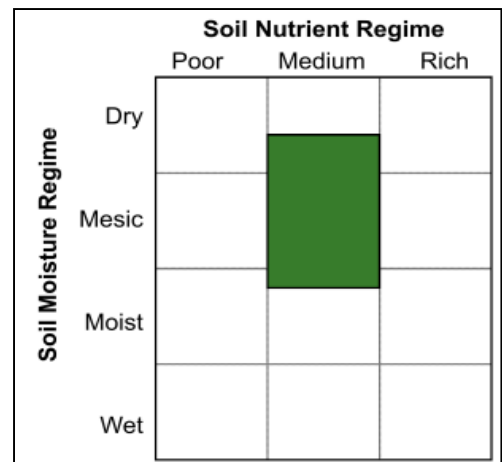 Soil Nutrient Regime
Poor Medium Rich
Soil Moisture Regime
Dry
Mesic
Moist
Wet